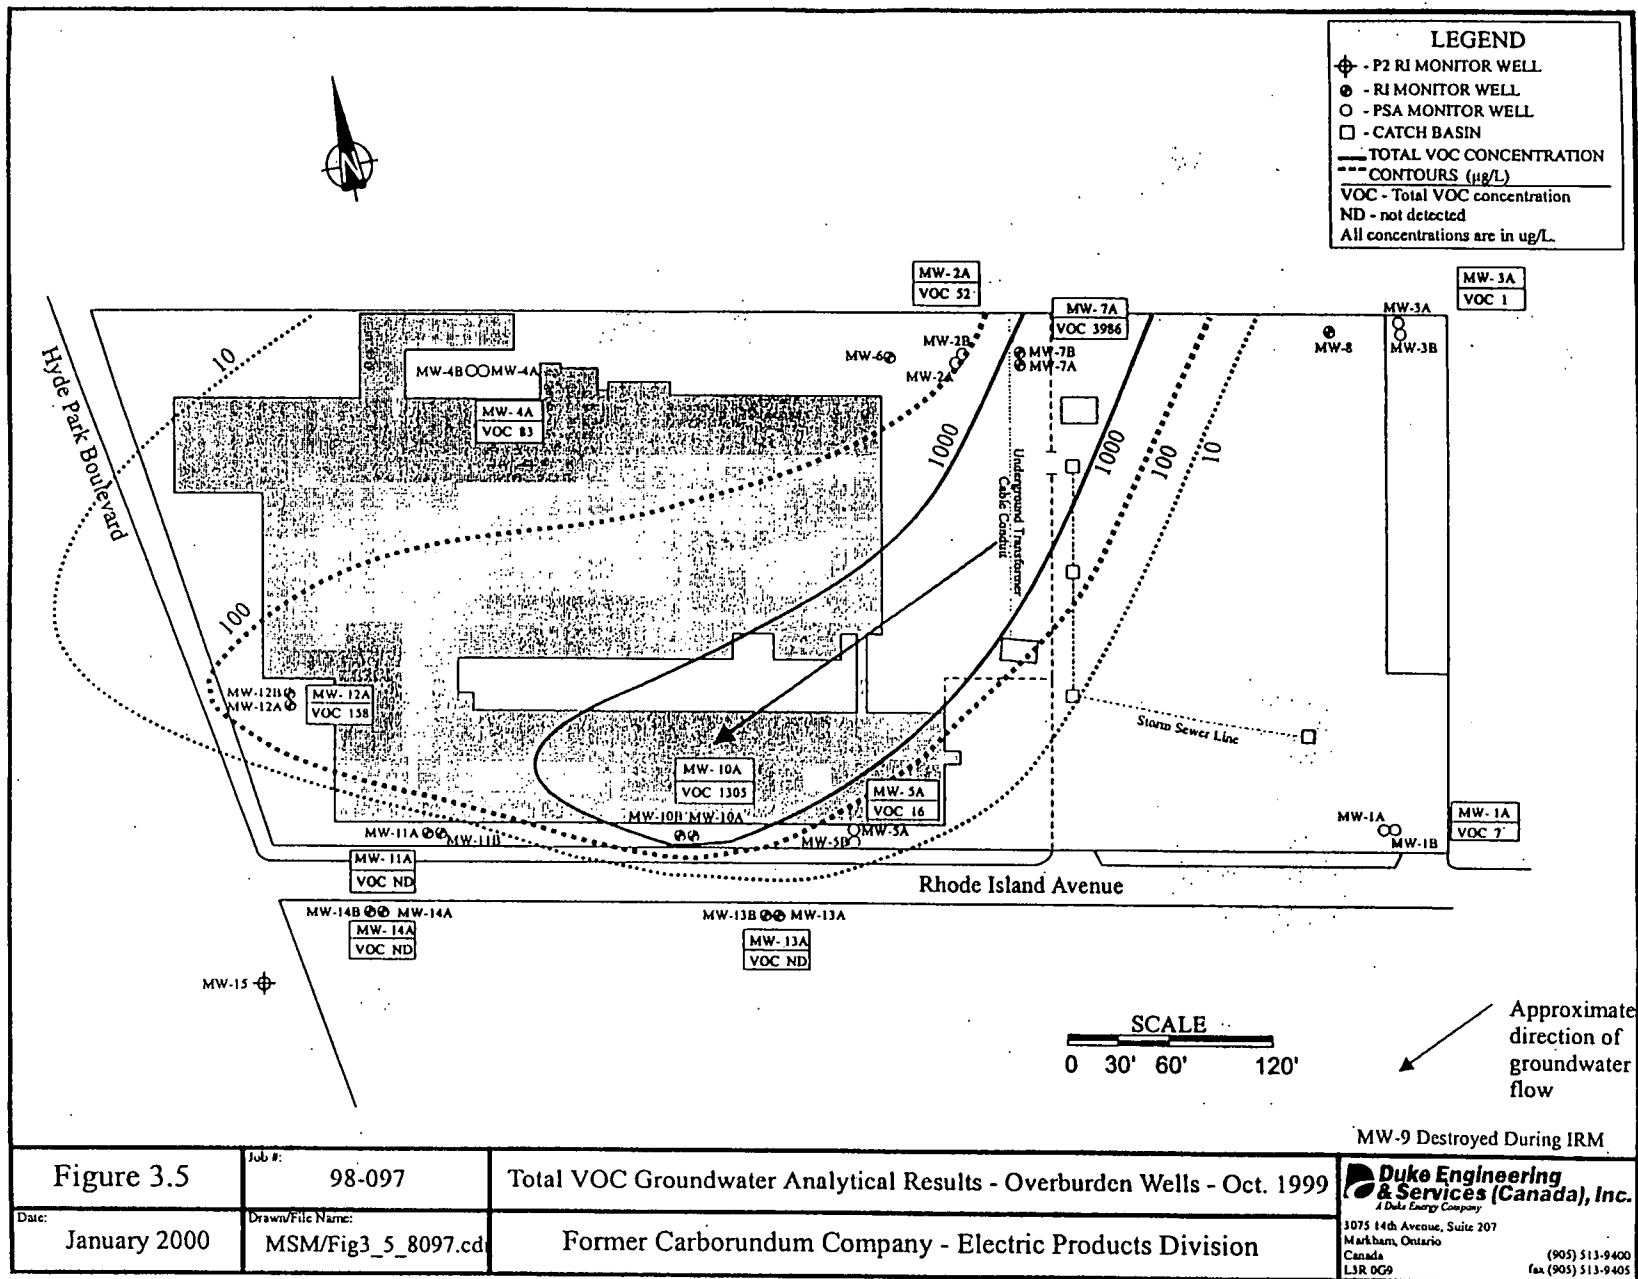 LEGEND
- P2 RI MONITOR WELL
- RI MONITOR WELL
- PSA MONITOR WELL
- CATCH BASIN
TOTAL VOC CONCENTRATION
CONTOURS (µg/L)
VOC - Total VOC concentration
ND - not detected
All concentrations are in ug/L.
N
MW-2A
VOC 52
MW-7A
VOC 3986
MW-3A
VOC 1
MW-3A
MW-3B
MW-8
MW-2B
MW-6
MW-2A
MW-7B
MW-7A
10
MW-4B
MW-4A
MW-4A
VOC 83
Hyde Park Boulevard
1000
1000
100
10
Underground Transformer
Cable Conduit
100
MW-12B
MW-12A
MW-12A
VOC 158
Storm Sewer Line
MW-10A
VOC 1305
MW-5A
VOC 16
MW-10B
MW-10A
MW-11A
MW-11B
MW-5B
MW-5A
MW-1A
MW-1B
MW-1A
VOC 7
MW-11A
VOC ND
Rhode Island Avenue
MW-14B
MW-14A
MW-14A
VOC ND
MW-13B
MW-13A
MW-13A
VOC ND
MW-15
SCALE
0 30' 60' 120'
Approximate
direction of
groundwater
flow
MW-9 Destroyed During IRM
Figure 3.5
Job #:
98-097
Total VOC Groundwater Analytical Results - Overburden Wells - Oct. 1999
Date:
January 2000
Drawn/File Name:
MSM/Fig3_5_8097.cd
Former Carborundum Company - Electric Products Division
Duke Engineering
& Services (Canada), Inc.
A Duke Energy Company
3075 14th Avenue, Suite 207
Markham, Ontario
Canada (905) 513-9400
L3R 0G9 fax (905) 513-9405